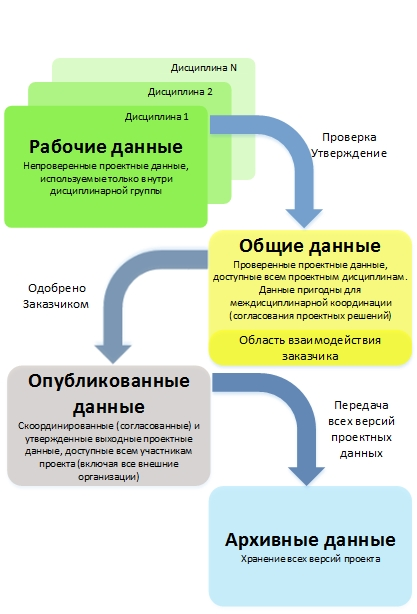 Дисциплина N
Дисциплина 2
Дисциплина 1
Рабочие данные
Непроверенные проектные данные,
используемые только внутри
дисциплинарной группы
Проверка
Утверждение
Общие данные
Проверенные проектные данные,
доступные всем проектным дисциплинам.
Данные пригодны для
междисциплинарной координации
(согласования проектных решений)
Область взаимодействия
заказчика
Одобрено
Заказчиком
Опубликованные
данные
Скоординированные (согласованные) и
утвержденные выходные проектные
данные, доступные всем участникам
проекта (включая все внешние
организации)
Передача
всех версий
проектных
данных
Архивные данные
Хранение всех версий проекта